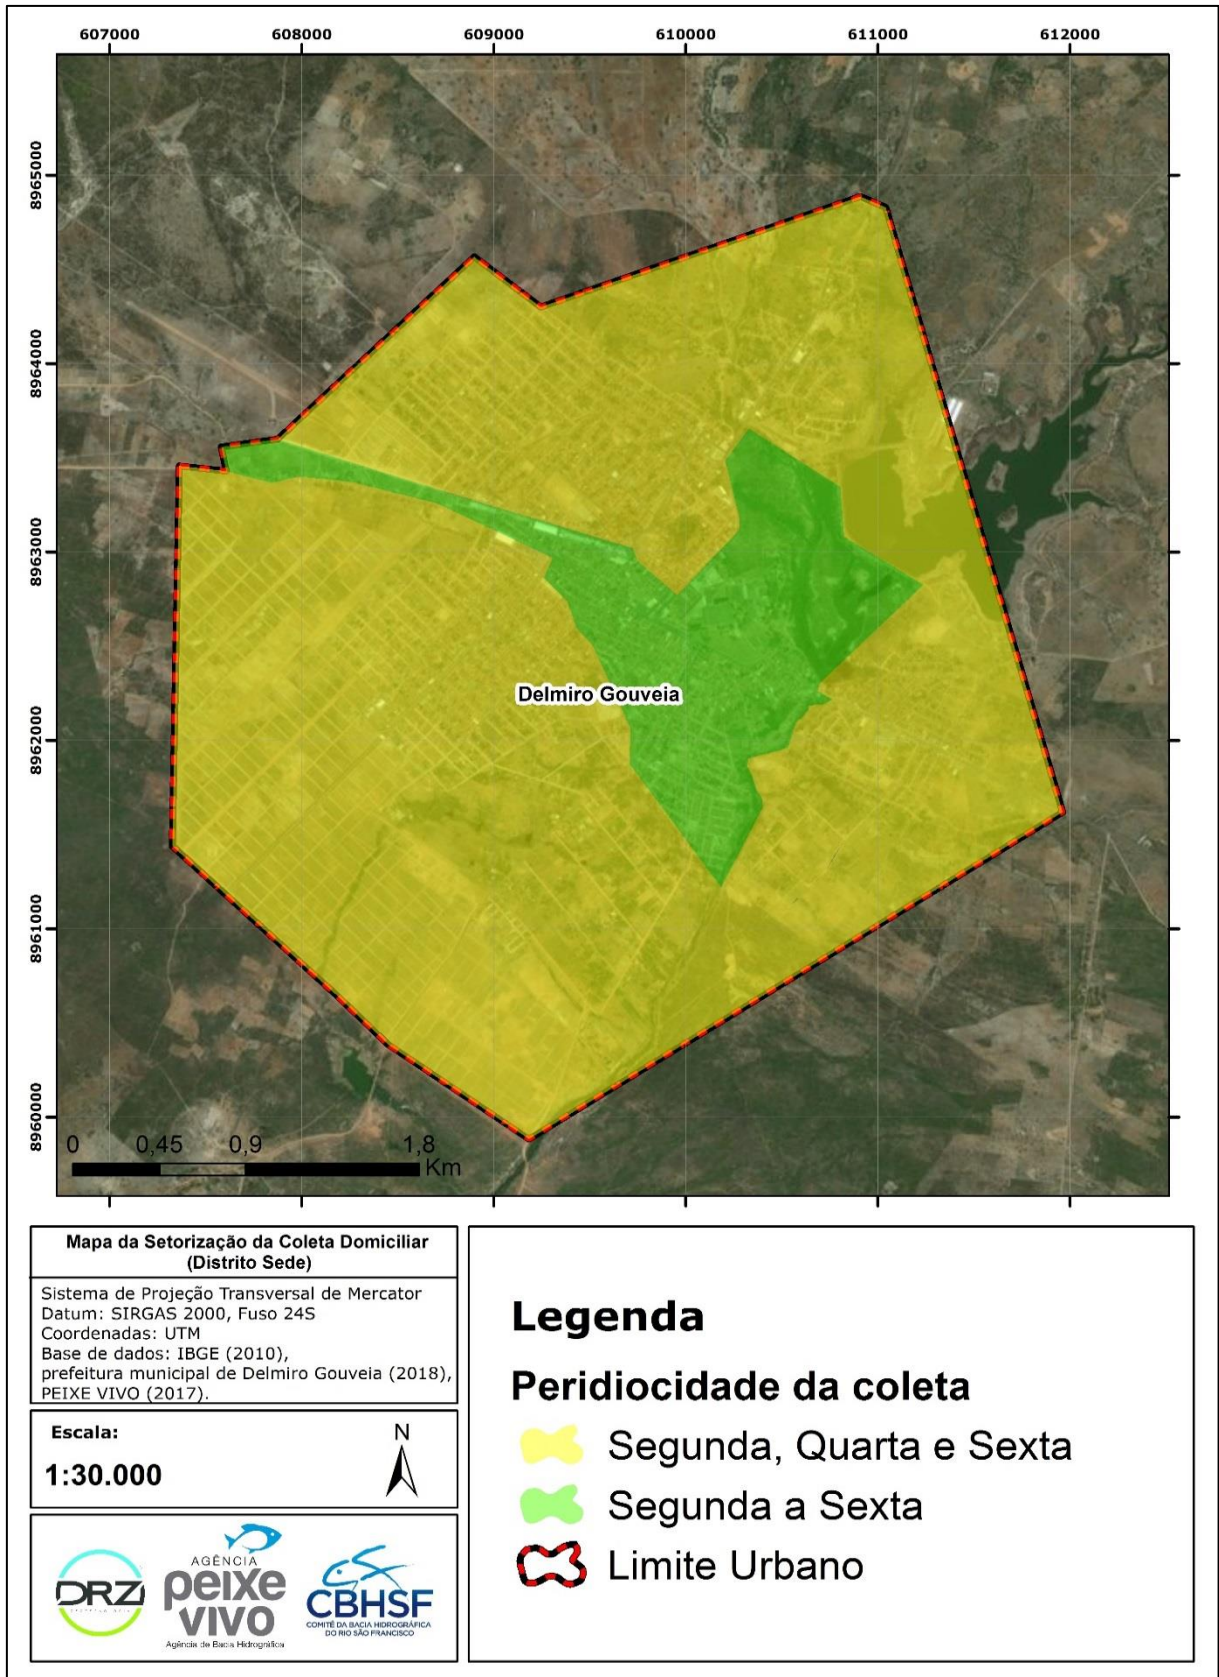 607000 608000 609000 610000 611000 612000
8965000
8964000
8963000
8962000
8961000
8960000
Delmiro Gouveia
0 0,45 0,9 1,8
Km
Mapa da Setorização da Coleta Domiciliar
(Distrito Sede)
Sistema de Projeção Transversal de Mercator
Datum: SIRGAS 2000, Fuso 24S
Coordenadas: UTM
Base de dados: IBGE (2010),
prefeitura municipal de Delmiro Gouveia (2018),
PEIXE VIVO (2017).
Escala:
1:30.000
N
DRZ
AGÊNCIA
peixe
vivo
Agência de Bacia Hidrográfica
CBHSF
COMITÊ DA BACIA HIDROGRÁFICA
DO RIO SÃO FRANCISCO
Legenda
Peridiocidade da coleta
Segunda, Quarta e Sexta
Segunda a Sexta
Limite Urbano